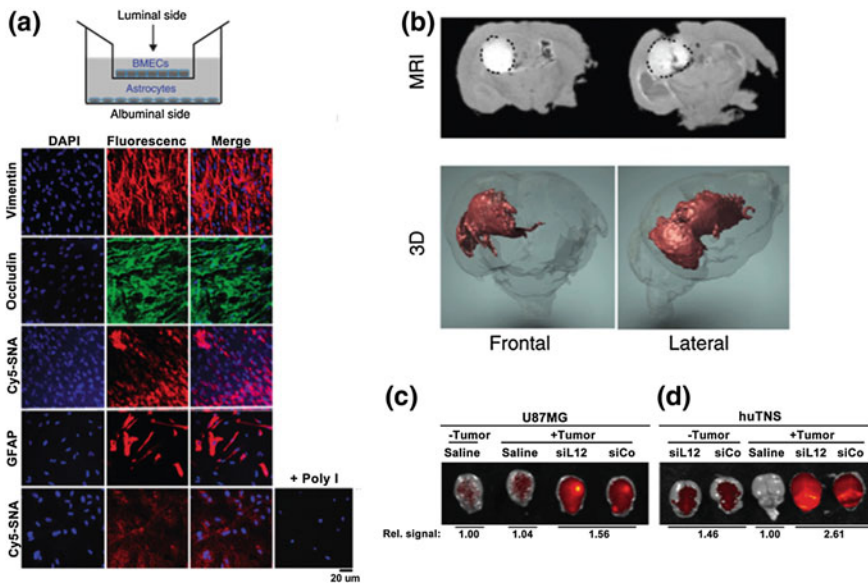 (a)
Luminal side
BMECs
Astrocytes
Albuminal side
DAPI Fluorescenc Merge
Vimentin
Occludin
Cy5-SNA
GFAP
Cy5-SNA
+ Poly I
20 um
(b)
MRI
3D
Frontal Lateral
(c)
U87MG
-Tumor +Tumor
Saline Saline siL12 siCo
Rel. signal: 1.00 1.04 1.56
(d)
huTNS
-Tumor +Tumor
siL12 siCo Saline siL12 siCo
1.46 1.00 2.61